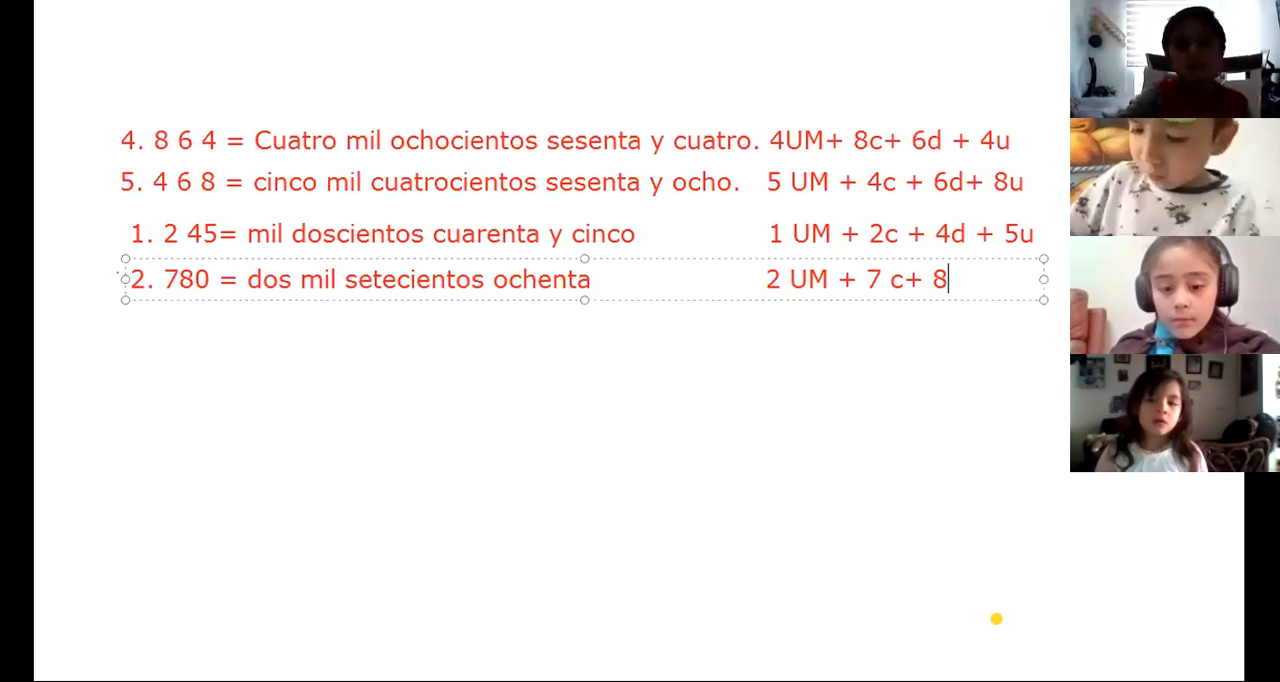 4. 8 6 4 = Cuatro mil ochocientos sesenta y cuatro. 4UM+ 8c+ 6d + 4u
5. 4 6 8 = cinco mil cuatrocientos sesenta y ocho. 5 UM + 4c + 6d+ 8u
1. 2 45= mil doscientos cuarenta y cinco 1 UM + 2c + 4d + 5u
2. 780 = dos mil setecientos ochenta 2 UM + 7 c+ 8